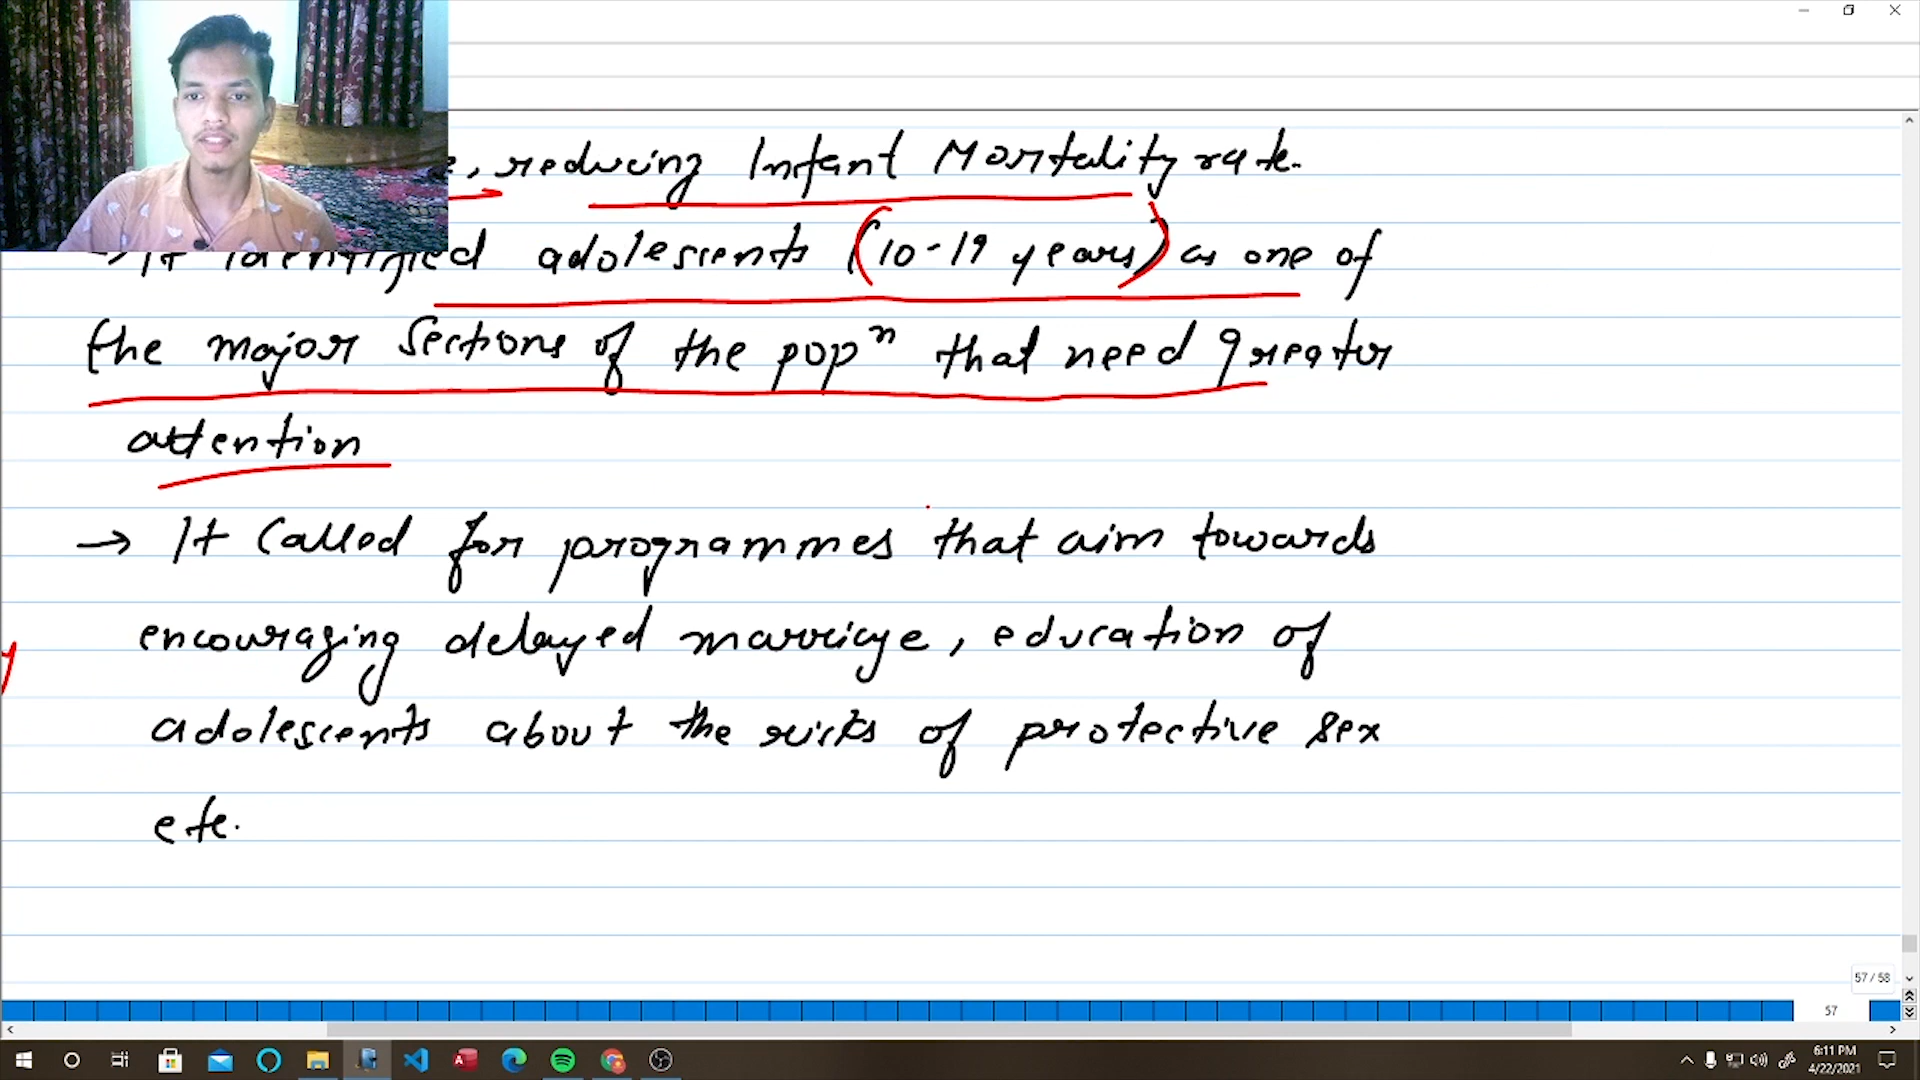 , reducing Infant Mortality rate.
→ It identified adolescents (10-19 years) as one of
the major Sections of the popⁿ that need greater
attention
→ It called for programmes that aim towards
encouraging delayed marriage, education of
adolescents about the risks of protective sex
etc.
57 / 58
57
6:11 PM
4/22/2021